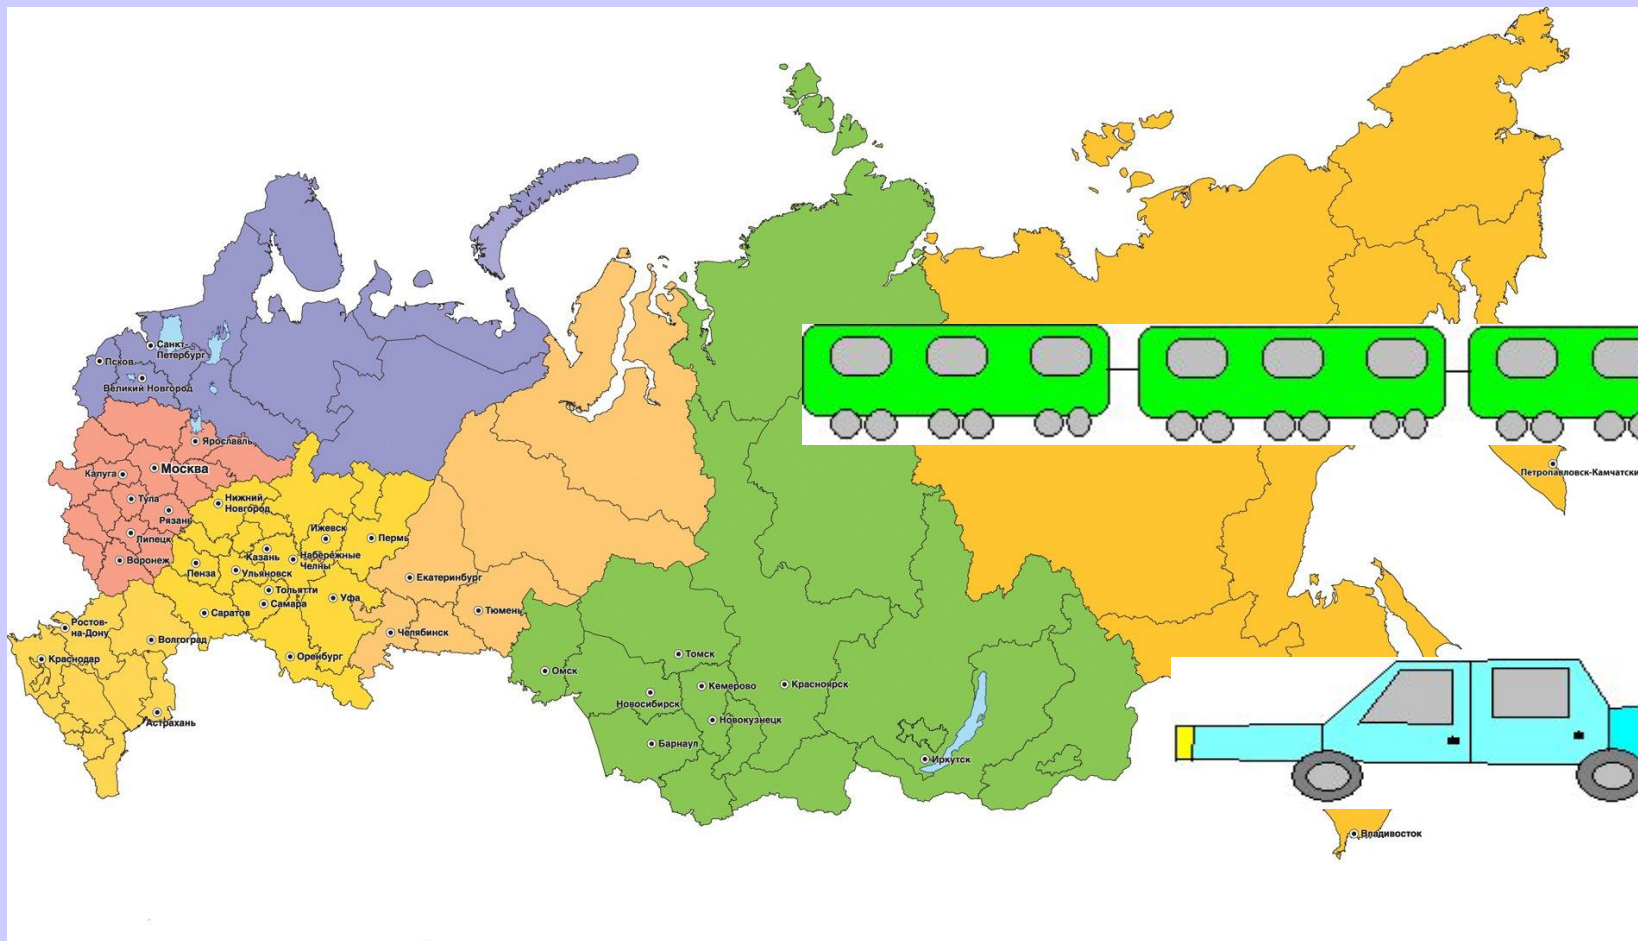 Санкт-
Петербург
Псков
Великий Новгород
Ярославль
Москва
Калуга
Тула
Рязань
Липецк
Воронеж
Нижний
Новгород
Ижевск
Пермь
Казань
Набережные
Челны
Пенза
Ульяновск
Тольятти
Самара
Уфа
Саратов
Оренбург
Екатеринбург
Тюмень
Челябинск
Ростов-
на-Дону
Волгоград
Краснодар
Астрахань
Омск
Томск
Кемерово
Красноярск
Новосибирск
Новокузнецк
Барнаул
Иркутск
Петропавловск-Камчатски
Владивосток